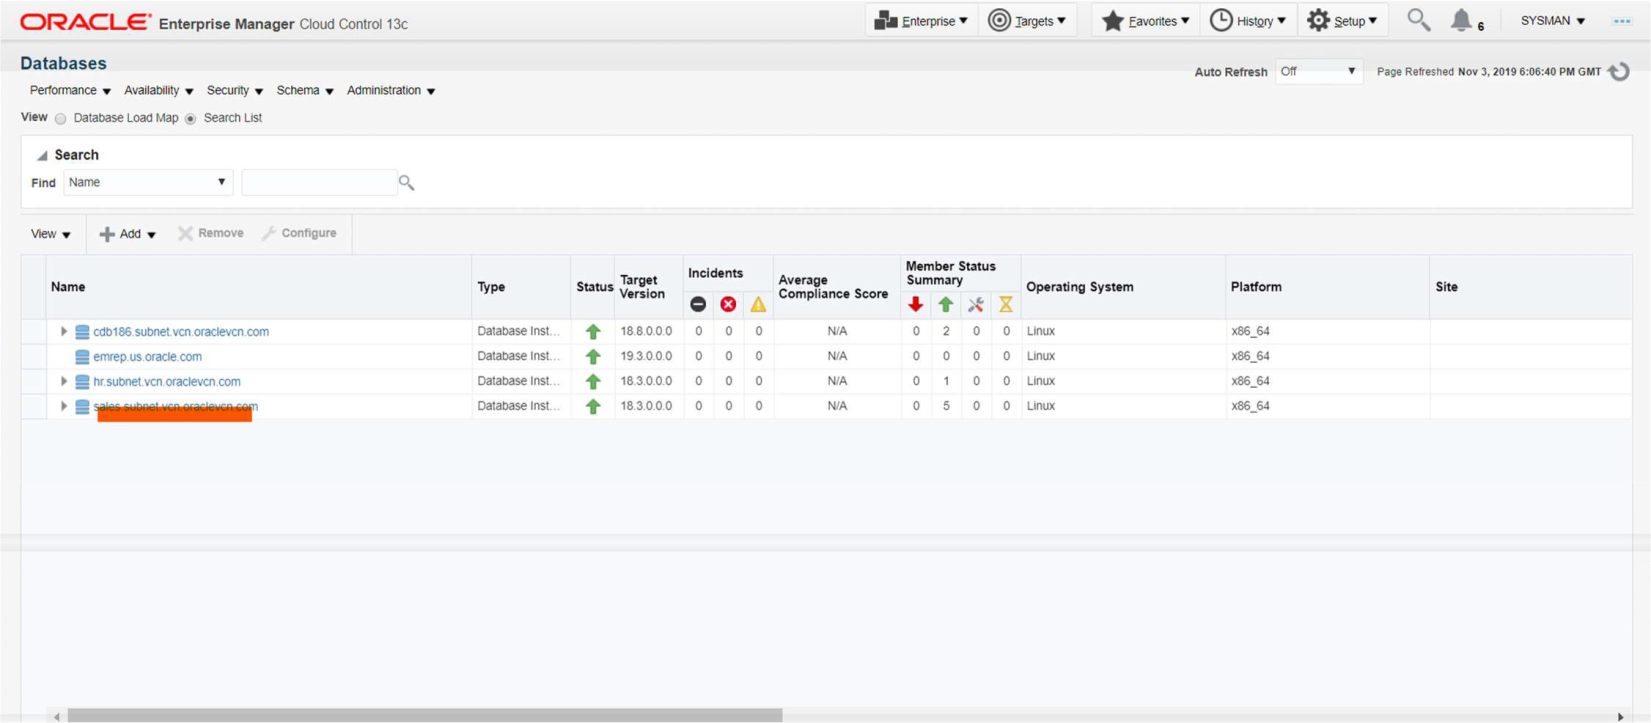 ORACLE® Enterprise Manager Cloud Control 13c Enterprise Targets Favorites History Setup 6 SYSMAN
Databases
Auto Refresh Off Page Refreshed Nov 3, 2019 6:06:40 PM GMT
Performance Availability Security Schema Administration
View Database Load Map Search List
Search
Find Name
View Add Remove Configure
Name Type Status Target Version Incidents Average Compliance Score Member Status Summary Operating System Platform Site
cdb186.subnet.vcn.oraclevcn.com Database Inst... 18.8.0.0.0 0 0 0 N/A 0 2 0 0 Linux x86_64
emrep.us.oracle.com Database Inst... 19.3.0.0.0 0 0 0 N/A 0 0 0 0 Linux x86_64
hr.subnet.vcn.oraclevcn.com Database Inst... 18.3.0.0.0 0 0 0 N/A 0 1 0 0 Linux x86_64
sales.subnet.vcn.oraclevcn.com Database Inst... 18.3.0.0.0 0 0 0 N/A 0 5 0 0 Linux x86_64